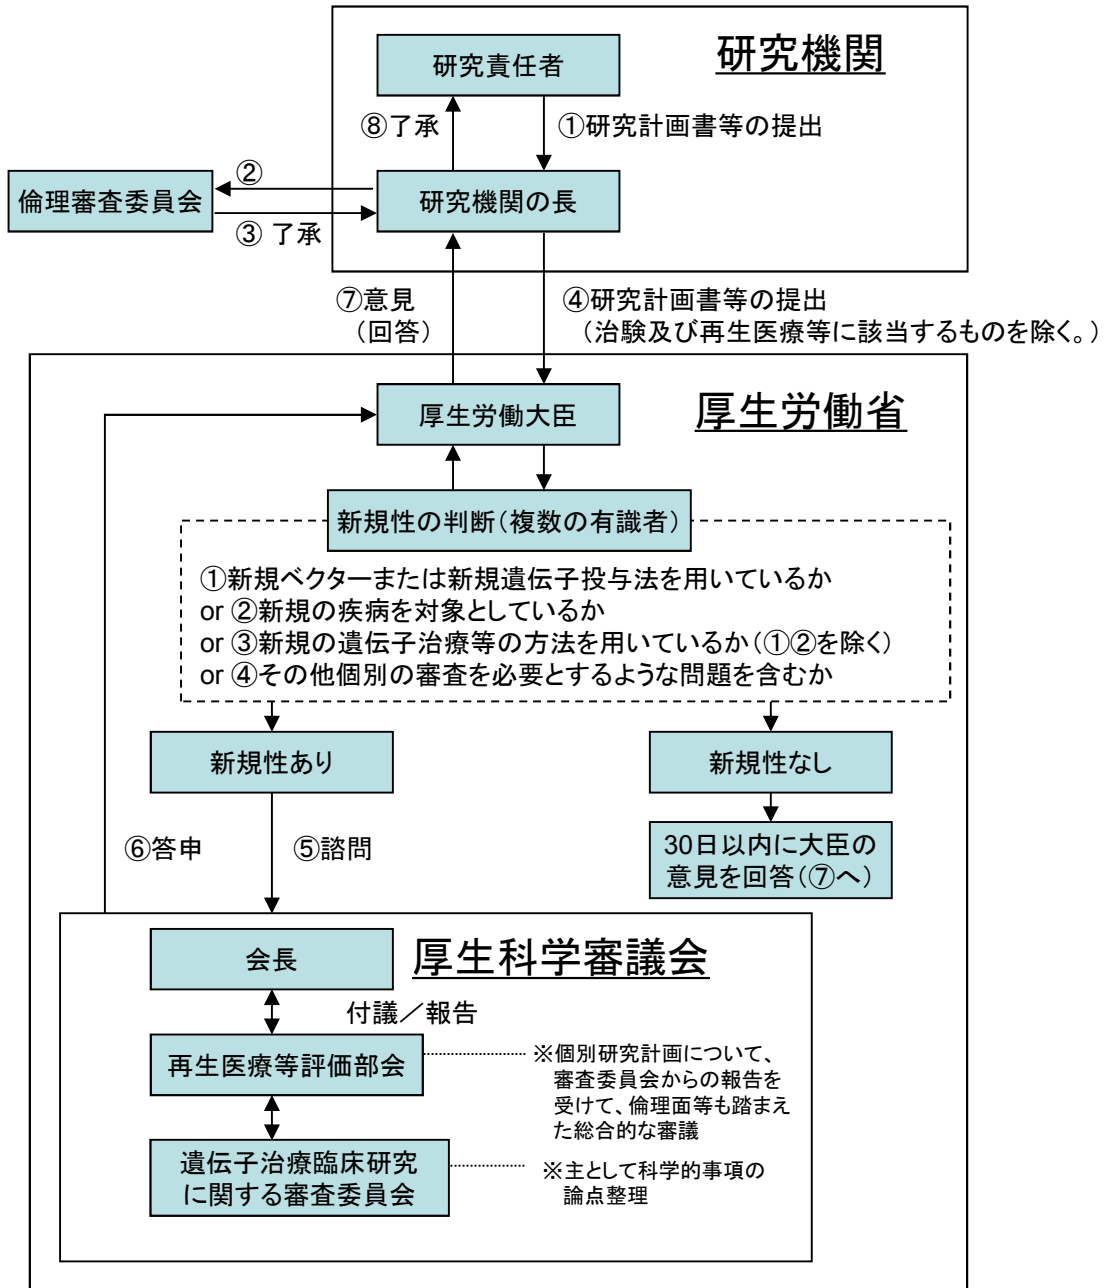 研究機関
研究責任者
⑧了承
①研究計画書等の提出
②
倫理審査委員会
研究機関の長
③ 了承
⑦意見
(回答)
④研究計画書等の提出
(治験及び再生医療等に該当するものを除く。)
厚生労働省
厚生労働大臣
新規性の判断(複数の有識者)
①新規ベクターまたは新規遺伝子投与法を用いているか
or ②新規の疾病を対象としているか
or ③新規の遺伝子治療等の方法を用いているか(①②を除く)
or ④その他個別の審査を必要とするような問題を含むか
新規性あり
新規性なし
⑥答申
⑤諮問
30日以内に大臣の
意見を回答(⑦へ)
厚生科学審議会
会長
付議/報告
再生医療等評価部会
※個別研究計画について、
審査委員会からの報告を
受けて、倫理面等も踏まえ
た総合的な審議
遺伝子治療臨床研究
に関する審査委員会
※主として科学的事項の
論点整理